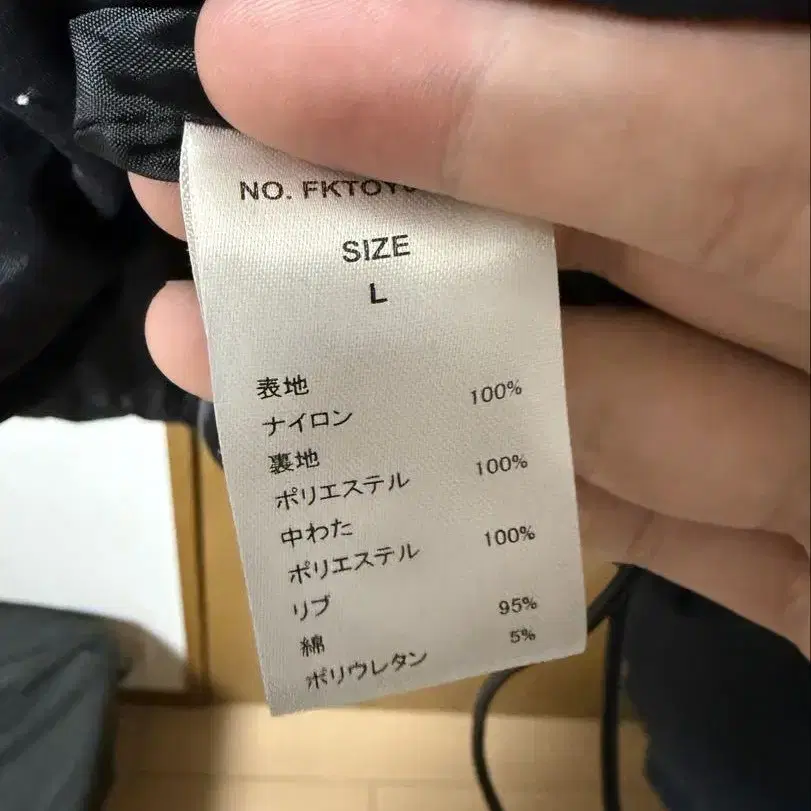 NO. FKTOY
SIZE
L
表地
ナイロン 100%
裏地
ポリエステル 100%
中わた
ポリエステル 100%
リブ
綿 95%
ポリウレタン 5%